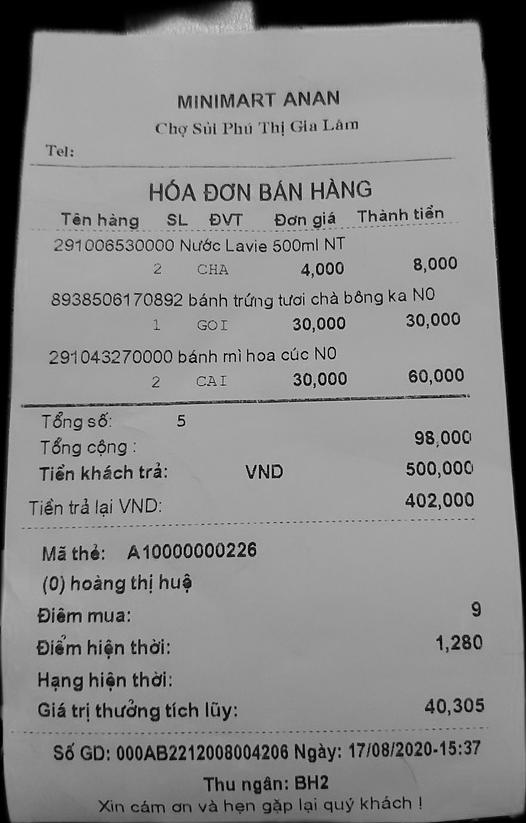 MINIMART ANAN
Chợ Sủi Phú Thị Gia Lâm
Tel:
HÓA ĐƠN BÁN HÀNG
Tên hàng SL ĐVT Đơn giá Thành tiền
291006530000 Nước Lavie 500ml NT
2 CHA 4,000 8,000
8938506170892 bánh trứng tươi chà bông ka N0
1 GOI 30,000 30,000
291043270000 bánh mì hoa cúc N0
2 CAI 30,000 60,000
Tổng số: 5
Tổng cộng : 98,000
Tiền khách trả: VND 500,000
Tiền trả lại VND: 402,000
Mã thẻ: A10000000226
(0) hoàng thị huệ
Điểm mua: 9
Điểm hiện thời: 1,280
Hạng hiện thời:
Giá trị thưởng tích lũy: 40,305
Số GD: 000AB2212008004206 Ngày: 17/08/2020-15:37
Thu ngân: BH2
Xin cám ơn và hẹn gặp lại quý khách !